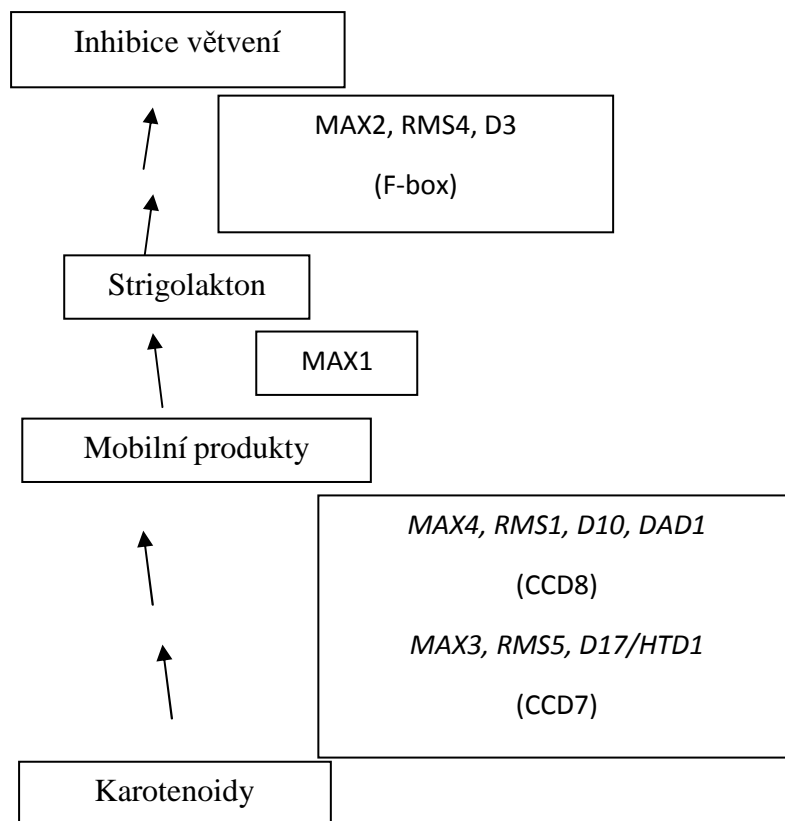 Inhibice větvení
MAX2, RMS4, D3
(F-box)
Strigolakton
MAX1
Mobilní produkty
MAX4, RMS1, D10, DAD1
(CCD8)
MAX3, RMS5, D17/HTD1
(CCD7)
Karotenoidy